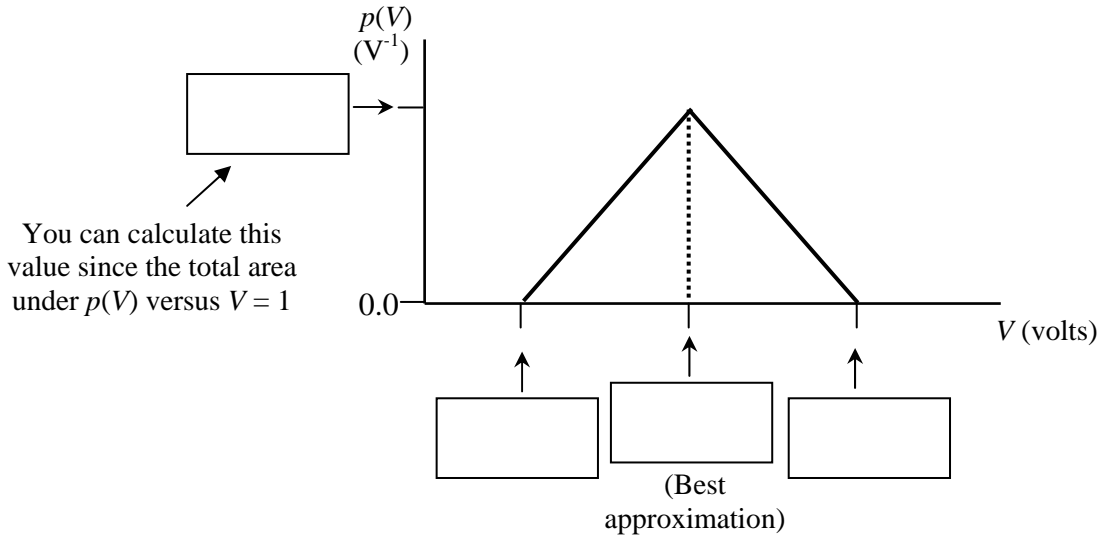 p(V)
(V-1)
You can calculate this
value since the total area
under p(V) versus V = 1
0.0
V (volts)
(Best
approximation)